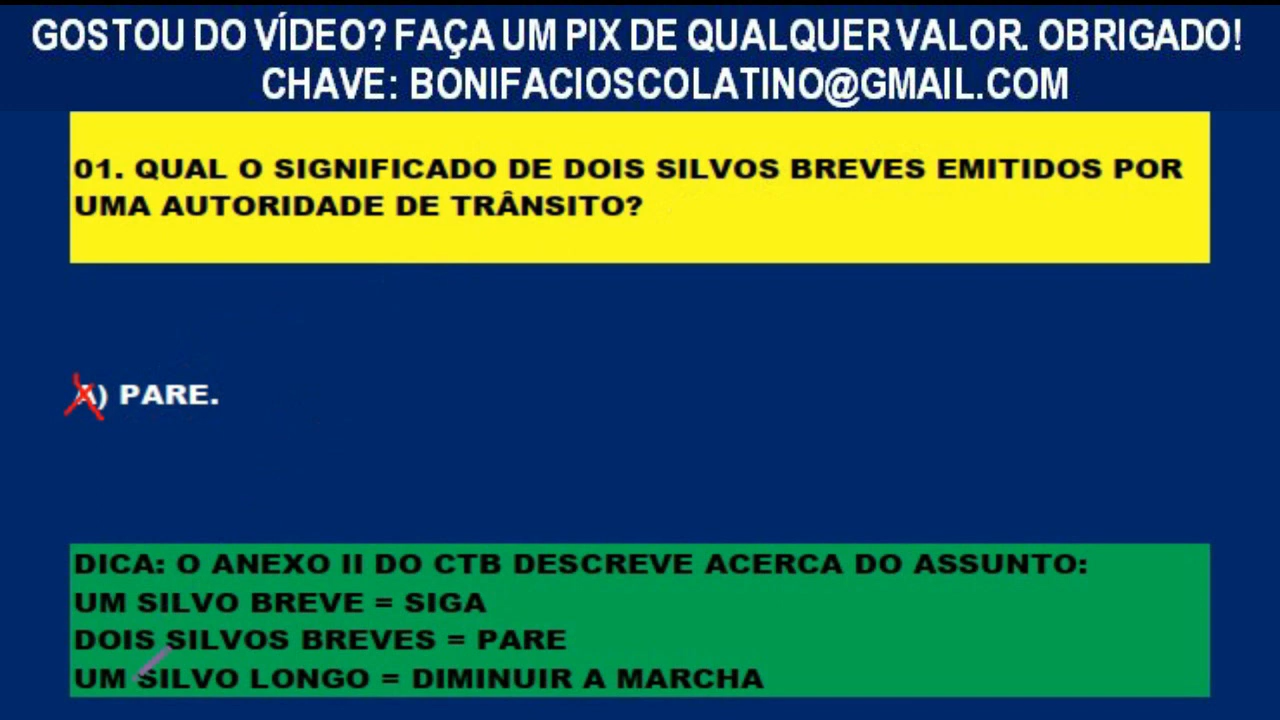 GOSTOU DO VÍDEO? FAÇA UM PIX DE QUALQUER VALOR. OBRIGADO!
CHAVE: BONIFACIOSCOLATINO@GMAIL.COM
01. QUAL O SIGNIFICADO DE DOIS SILVOS BREVES EMITIDOS POR
UMA AUTORIDADE DE TRÂNSITO?
A) PARE.
DICA: O ANEXO II DO CTB DESCREVE ACERCA DO ASSUNTO:
UM SILVO BREVE = SIGA
DOIS SILVOS BREVES = PARE
UM SILVO LONGO = DIMINUIR A MARCHA